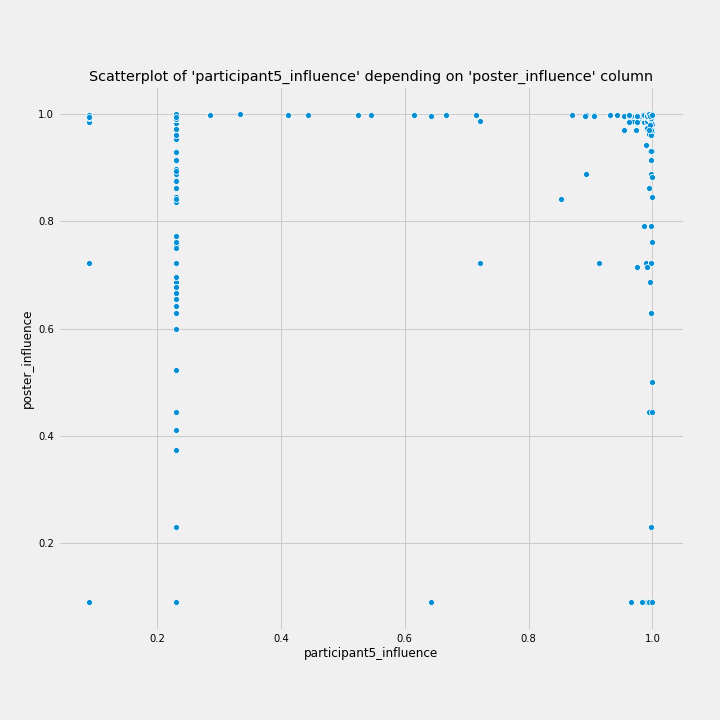 Scatterplot of 'participant5_influence' depending on 'poster_influence' column
1.0
0.8
0.6
0.4
0.2
poster_influence
0.2 0.4 0.6 0.8 1.0
participant5_influence